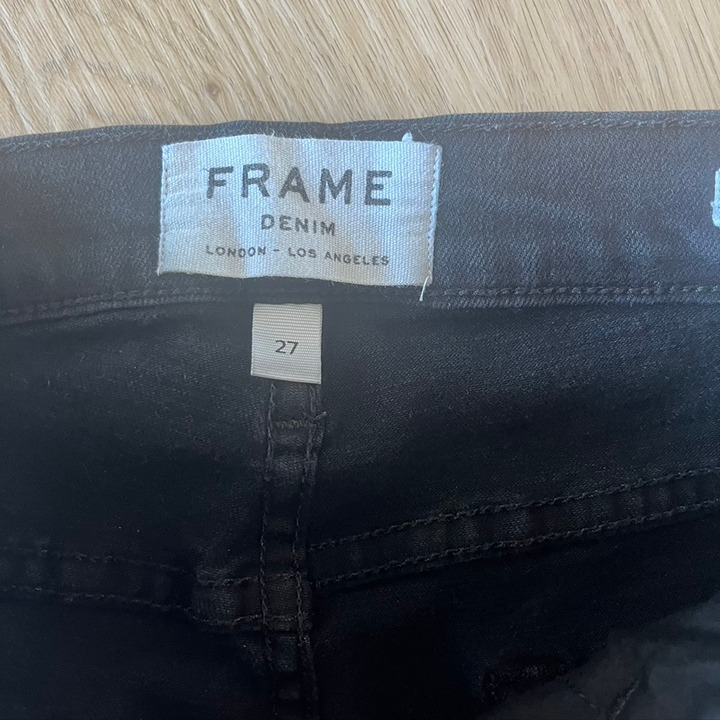 FRAME
DENIM
LONDON - LOS ANGELES
27